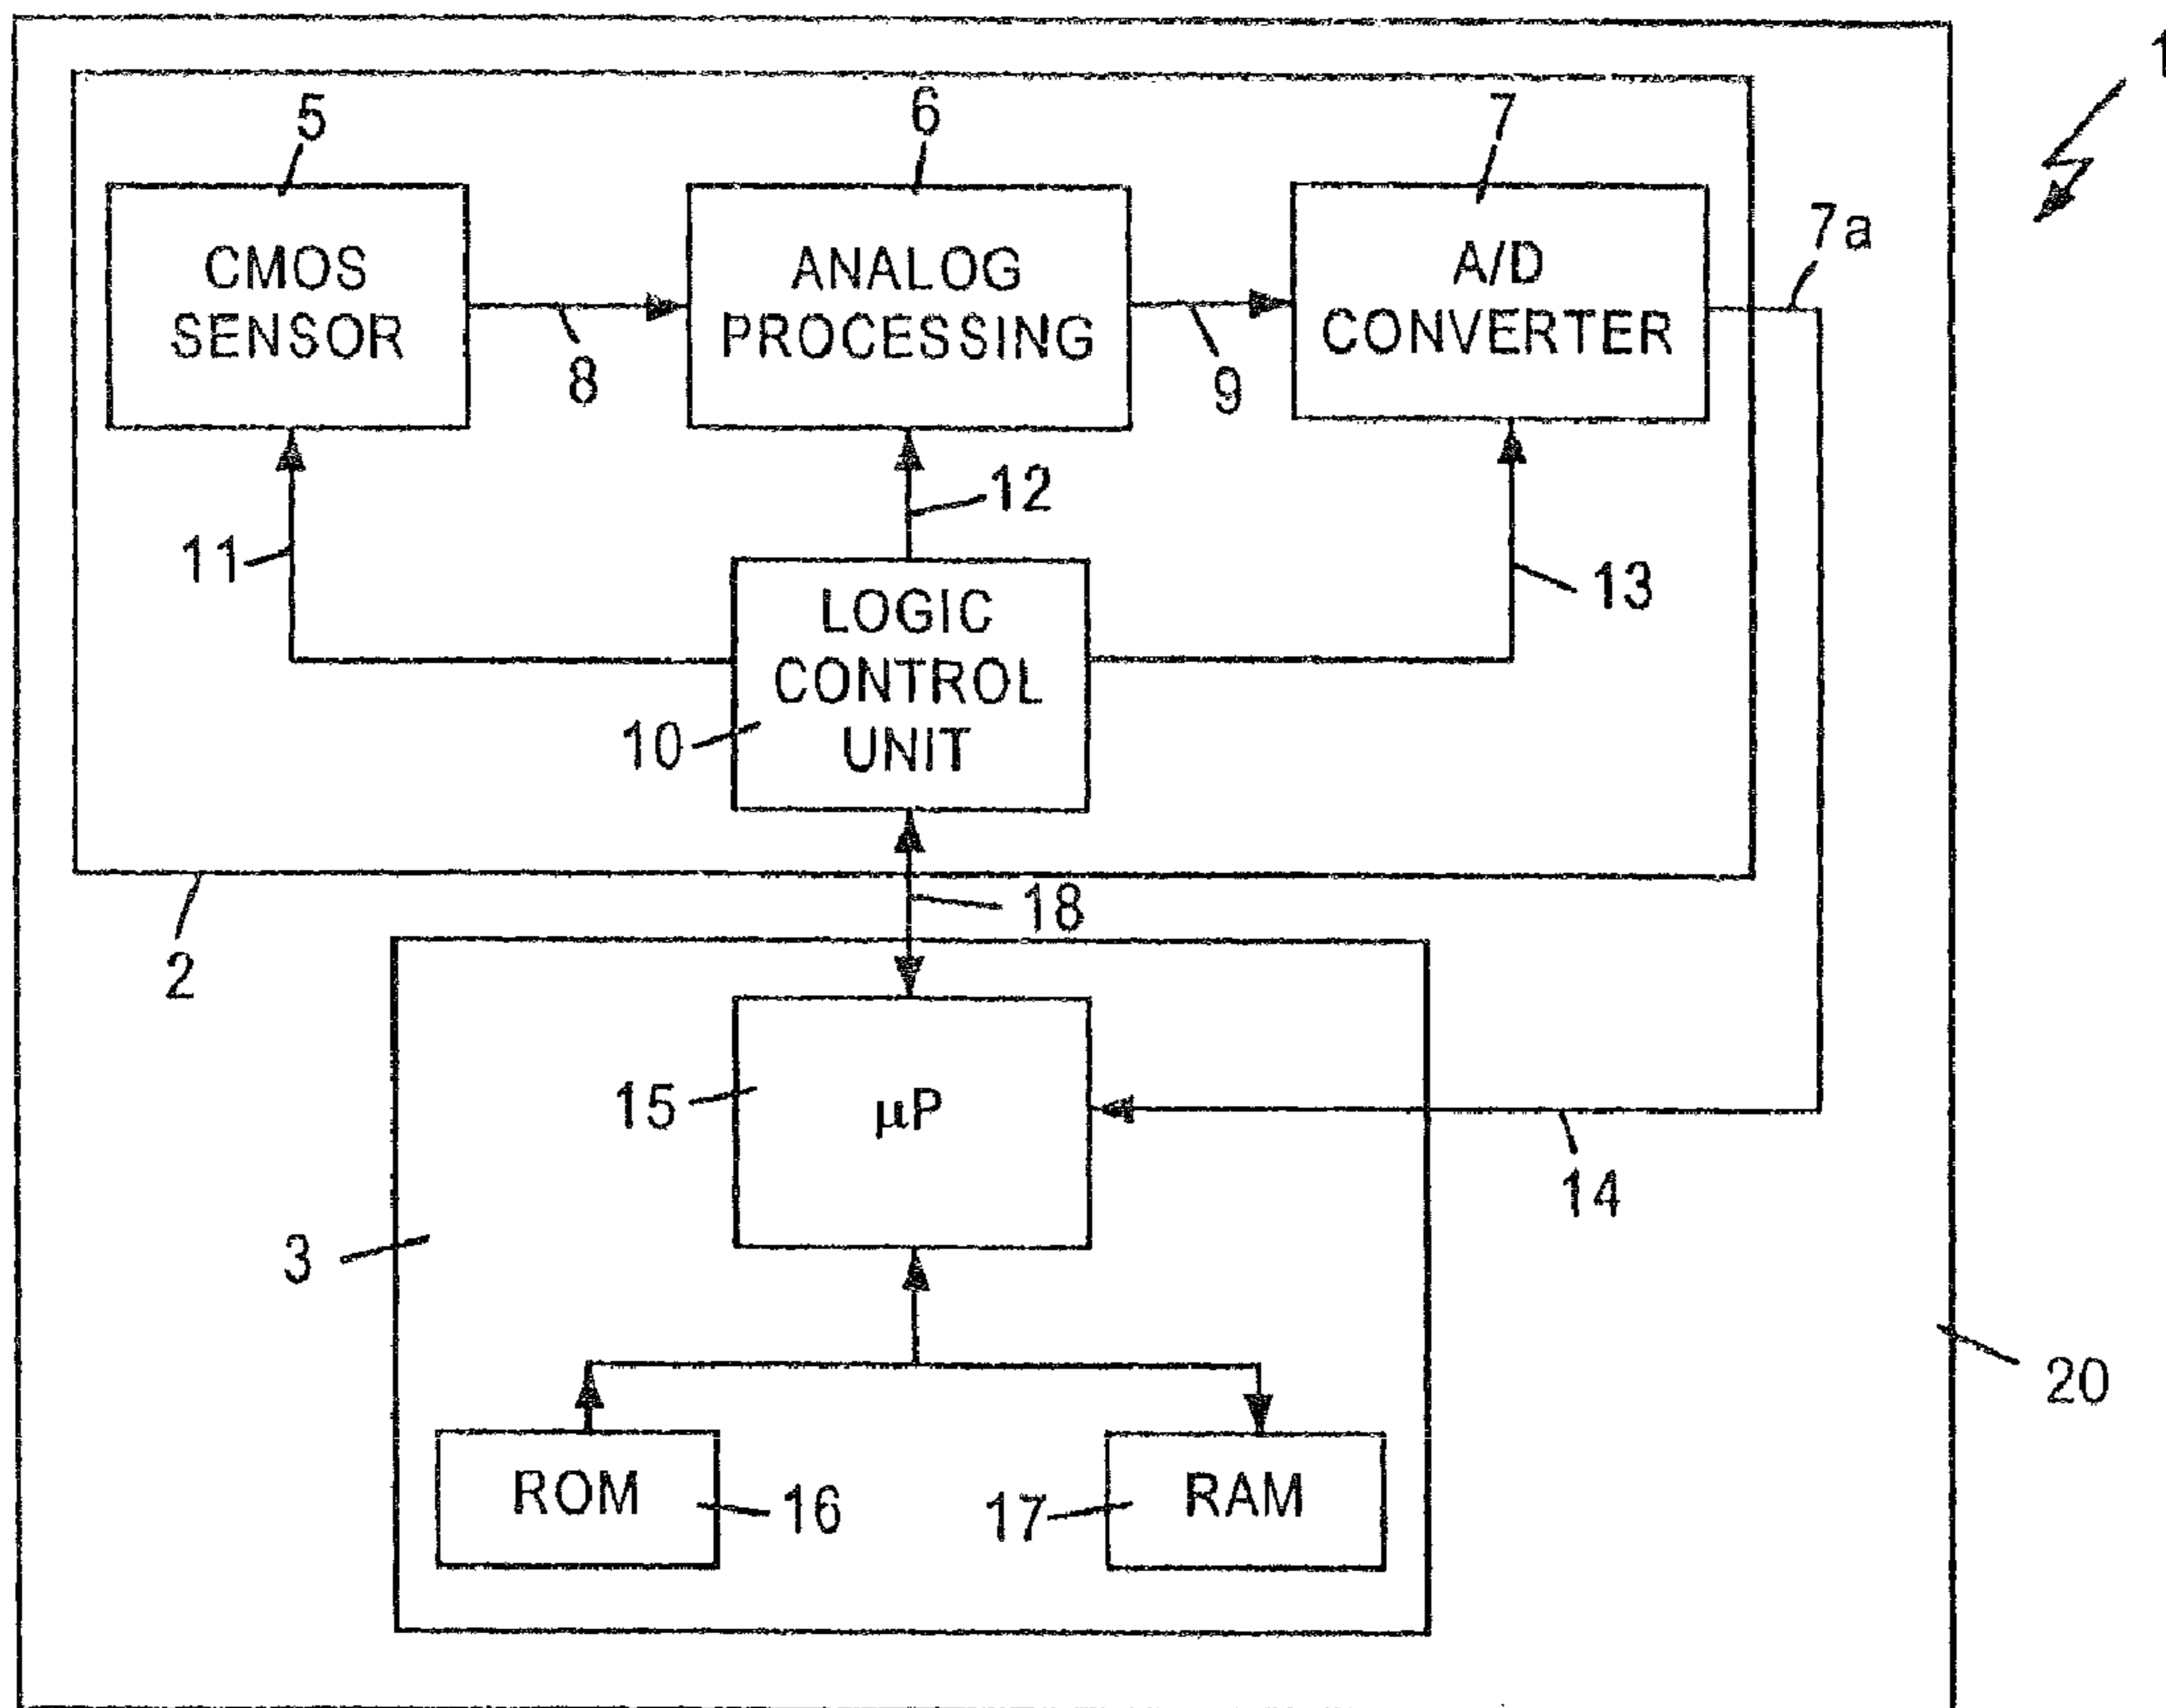 1
5
6
7
7a
CMOS
SENSOR
ANALOG
PROCESSING
A/D
CONVERTER
8
9
11
12
13
LOGIC
CONTROL
UNIT
10
18
2
15
μP
14
3
20
ROM
16
17
RAM